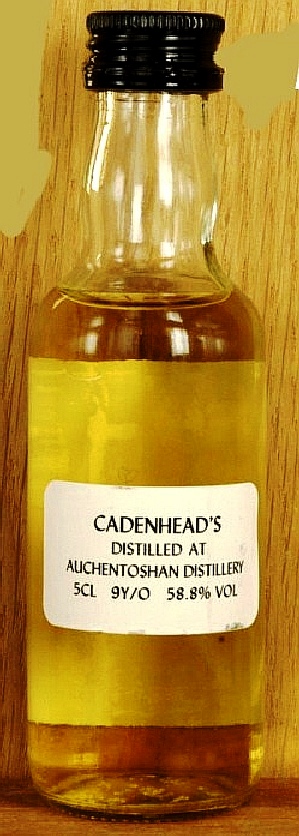 CADENHEAD'S
DISTILLED AT
AUCHENTOSHAN DISTILLERY
5CL 9Y/O 58.8% VOL